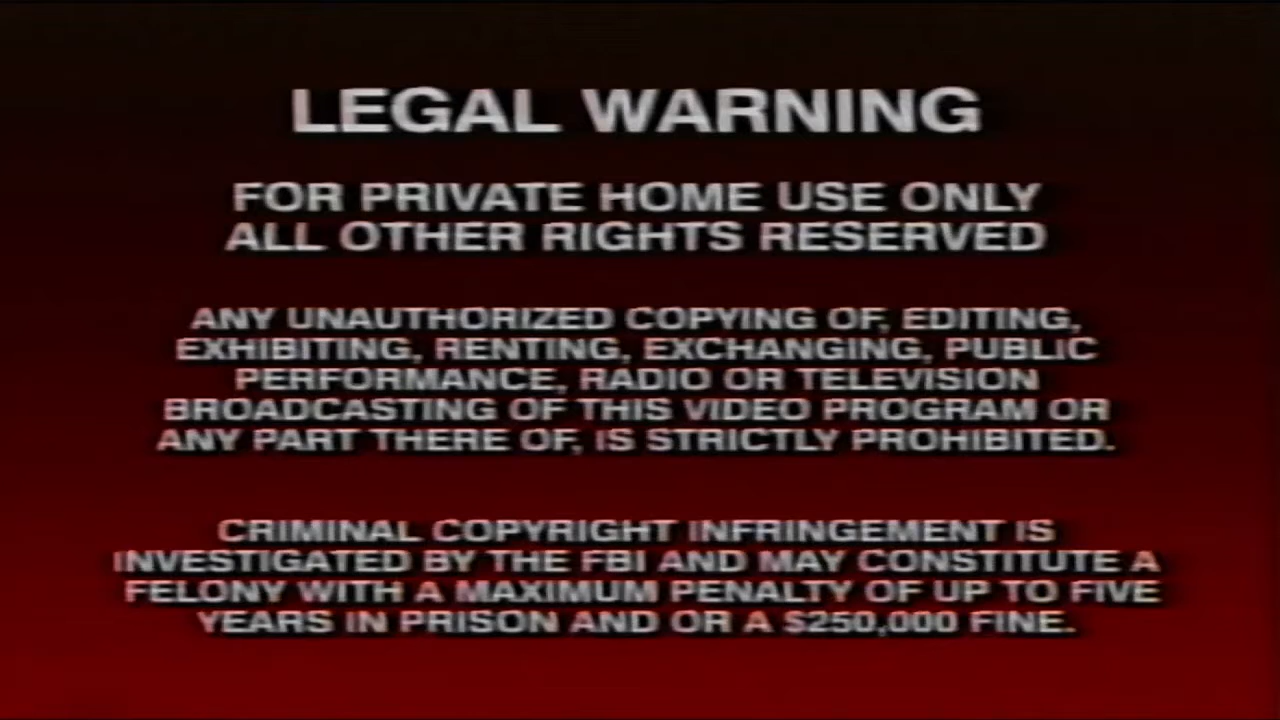 LEGAL WARNING
FOR PRIVATE HOME USE ONLY
ALL OTHER RIGHTS RESERVED
ANY UNAUTHORIZED COPYING OF, EDITING,
EXHIBITING, RENTING, EXCHANGING, PUBLIC
PERFORMANCE, RADIO OR TELEVISION
BROADCASTING OF THIS VIDEO PROGRAM OR
ANY PART THERE OF, IS STRICTLY PROHIBITED.
CRIMINAL COPYRIGHT INFRINGEMENT IS
INVESTIGATED BY THE FBI AND MAY CONSTITUTE A
FELONY WITH A MAXIMUM PENALTY OF UP TO FIVE
YEARS IN PRISON AND OR A $250,000 FINE.